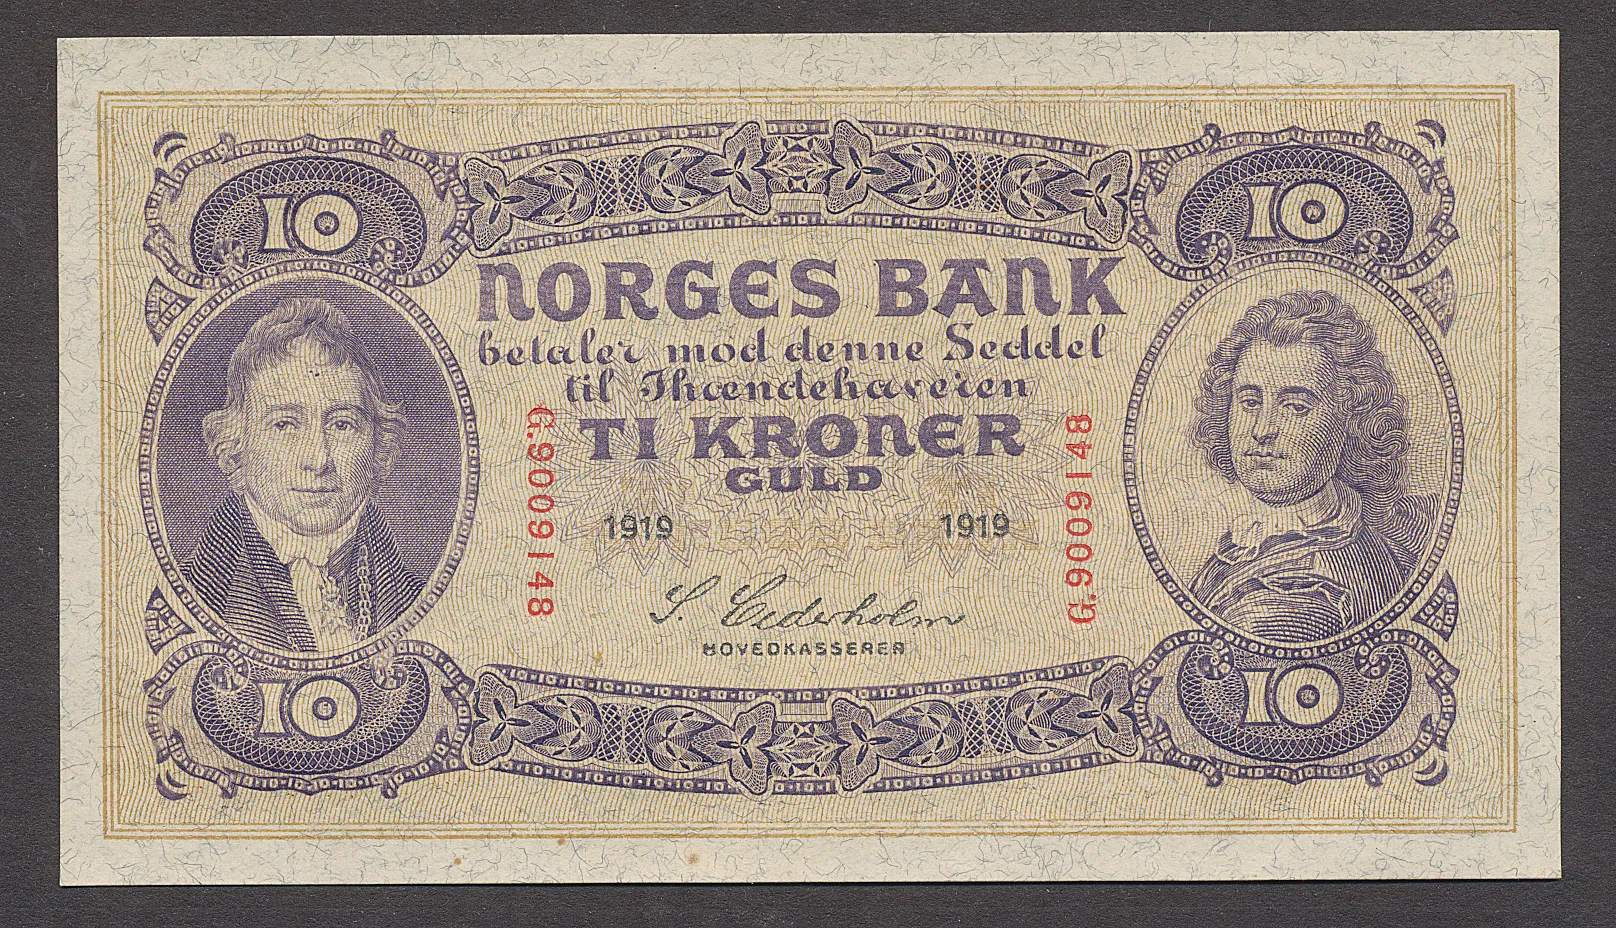 10
10
NORGES BANK
betaler mod denne Seddel
til Ihændehaveren
TI KRONER
GULD
G.9009148
G.9009148
1919
1919
S. Cederholm
HOVEDKASSERER
10
10